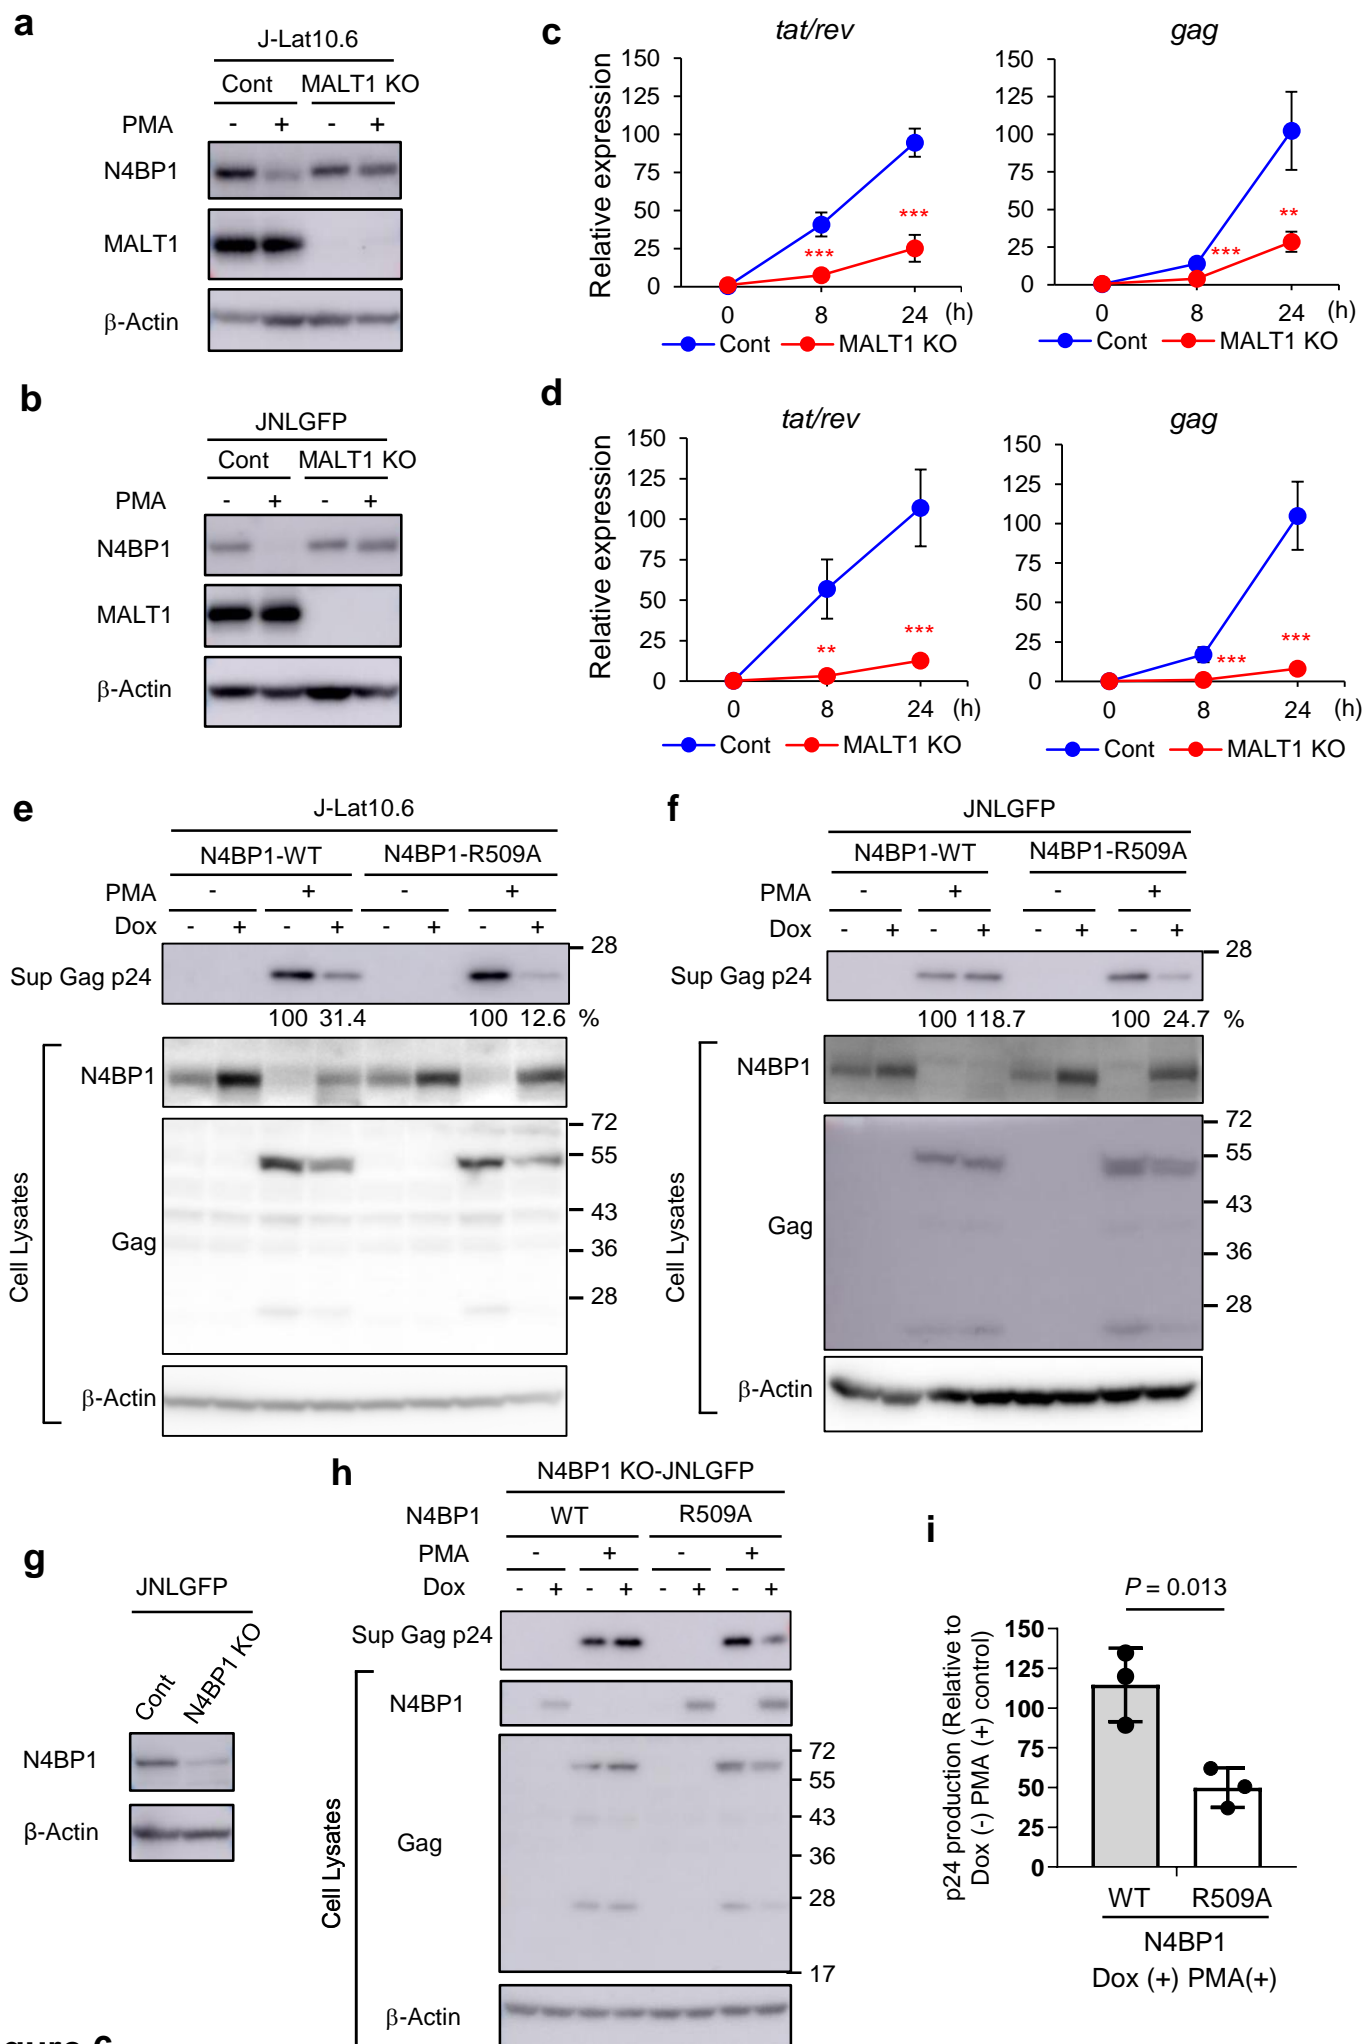 a
J-Lat10.6
Cont MALT1 KO
PMA - + - +
N4BP1
MALT1
β-Actin
b
JNLGFP
Cont MALT1 KO
PMA - + - +
N4BP1
MALT1
β-Actin
c
tat/rev
Relative expression
150
125
100
75
50
25
0
***
***
0 8 24 (h)
Cont MALT1 KO
gag
150
125
100
75
50
25
0
***
**
0 8 24 (h)
Cont MALT1 KO
d
tat/rev
Relative expression
150
125
100
75
50
25
0
**
***
0 8 24 (h)
Cont MALT1 KO
gag
150
125
100
75
50
25
0
***
***
0 8 24 (h)
Cont MALT1 KO
e
J-Lat10.6
N4BP1-WT N4BP1-R509A
PMA - + - +
Dox - + - + - + - +
Sup Gag p24
28
100 31.4 100 12.6 %
Cell Lysates
N4BP1
Gag
72
55
43
36
28
β-Actin
f
JNLGFP
N4BP1-WT N4BP1-R509A
PMA - + - +
Dox - + - + - + - +
Sup Gag p24
28
100 118.7 100 24.7 %
Cell Lysates
N4BP1
Gag
72
55
43
36
28
β-Actin
g
JNLGFP
Cont N4BP1 KO
N4BP1
β-Actin
h
N4BP1 KO-JNLGFP
N4BP1 WT R509A
PMA - + - +
Dox - + - + - + - +
Sup Gag p24
Cell Lysates
N4BP1
Gag
72
55
43
36
28
17
β-Actin
i
P = 0.013
p24 production (Relative to
Dox (-) PMA (+) control)
150
125
100
75
50
25
0
WT R509A
N4BP1
Dox (+) PMA(+)